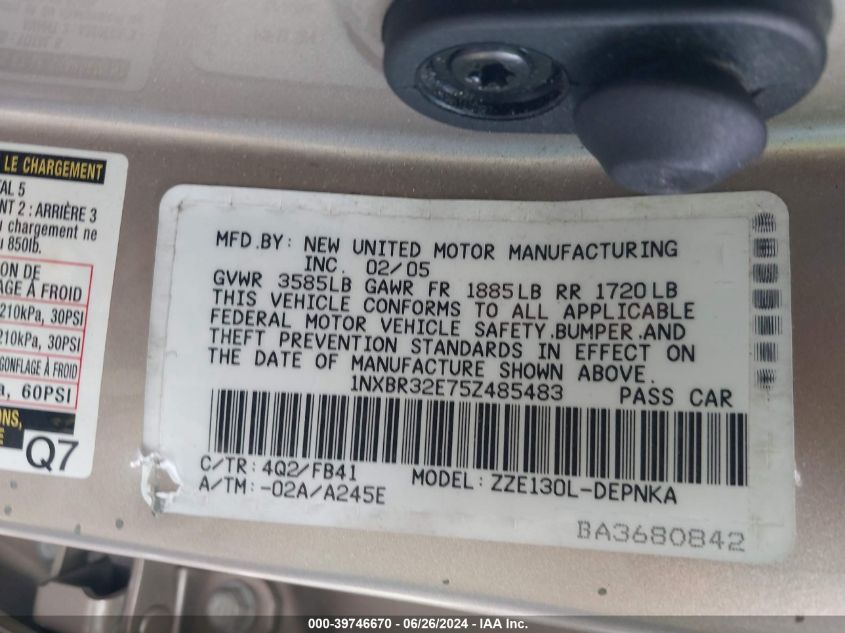 LE CHARGEMENT
TAL 5
NT 2 : ARRIÈRE 3
u chargement ne
u 850lb.
ON DE
AGE À FROID
210kPa, 30PSI
210kPa, 30PSI
GONFLAGE À FROID
a, 60PSI
ONS,
E
Q7
MFD.BY: NEW UNITED MOTOR MANUFACTURING
INC. 02/05
GVWR 3585LB GAWR FR 1885LB RR 1720LB
THIS VEHICLE CONFORMS TO ALL APPLICABLE
FEDERAL MOTOR VEHICLE SAFETY,BUMPER,AND
THEFT PREVENTION STANDARDS IN EFFECT ON
THE DATE OF MANUFACTURE SHOWN ABOVE.
1NXBR32E75Z485483 PASS CAR
C/TR: 4Q2/FB41 MODEL: ZZE130L-DEPNKA
A/TM: -02A/A245E
BA3680842
000-39746670 - 06/26/2024 - IAA Inc.